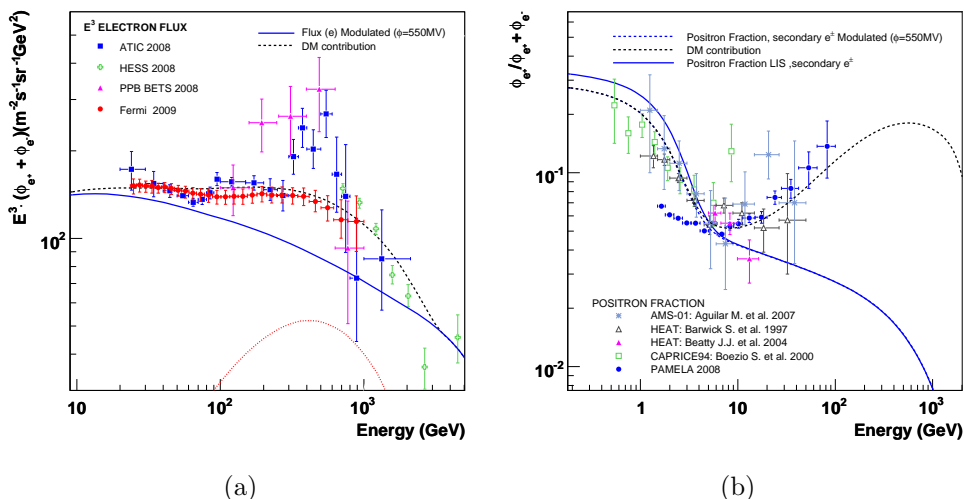 E³ ELECTRON FLUX
ATIC 2008
HESS 2008
PPB BETS 2008
Fermi 2009
Flux (e) Modulated (ϕ=550MV)
DM contribution
E³· (ϕe⁺ + ϕe⁻)(m⁻²s⁻¹sr⁻¹GeV²)
10²
10 10² 10³
Energy (GeV)
(a)
ϕe⁺/ϕe⁺ + ϕe⁻
Positron Fraction, secondary e± Modulated (ϕ=550MV)
DM contribution
Positron Fraction LIS ,secondary e±
10⁻¹
10⁻²
POSITRON FRACTION
AMS-01: Aguilar M. et al. 2007
HEAT: Barwick S. et al. 1997
HEAT: Beatty J.J. et al. 2004
CAPRICE94: Boezio S. et al. 2000
PAMELA 2008
1 10 10² 10³
Energy (GeV)
(b)